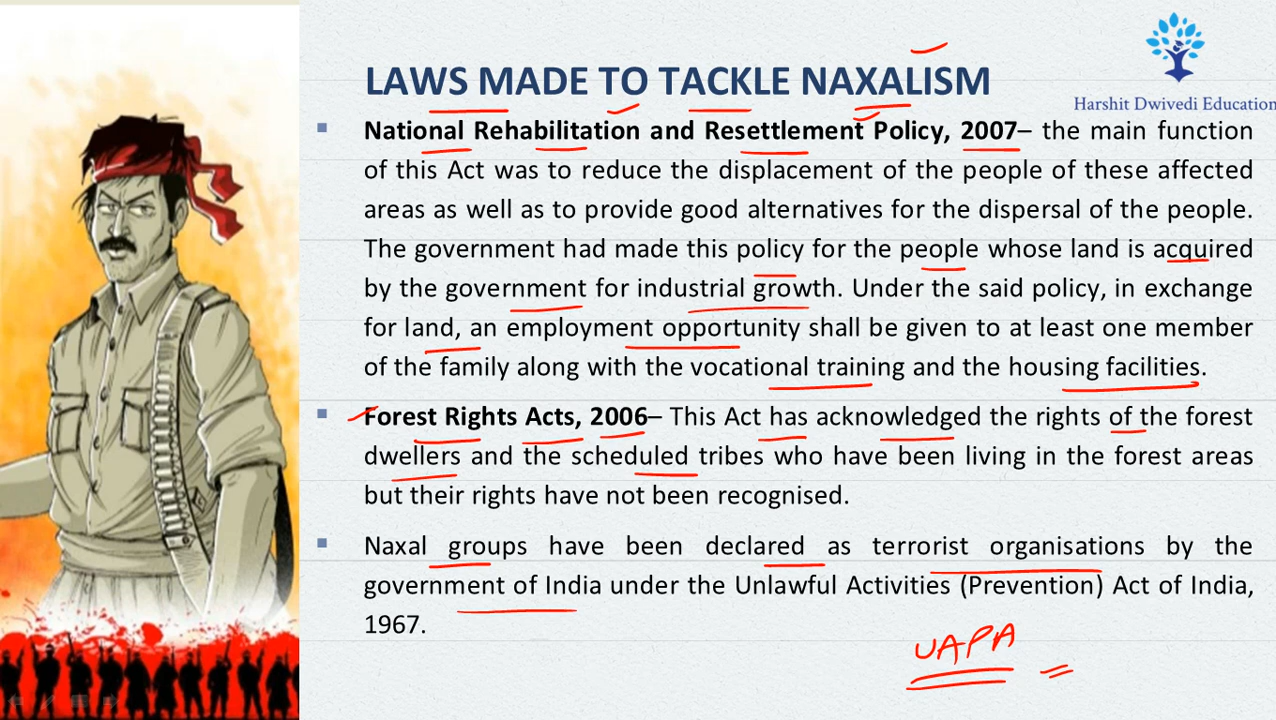 LAWS MADE TO TACKLE NAXALISM
Harshit Dwivedi Education
National Rehabilitation and Resettlement Policy, 2007– the main function
of this Act was to reduce the displacement of the people of these affected
areas as well as to provide good alternatives for the dispersal of the people.
The government had made this policy for the people whose land is acquired
by the government for industrial growth. Under the said policy, in exchange
for land, an employment opportunity shall be given to at least one member
of the family along with the vocational training and the housing facilities.
Forest Rights Acts, 2006– This Act has acknowledged the rights of the forest
dwellers and the scheduled tribes who have been living in the forest areas
but their rights have not been recognised.
Naxal groups have been declared as terrorist organisations by the
government of India under the Unlawful Activities (Prevention) Act of India,
1967.
UAPA